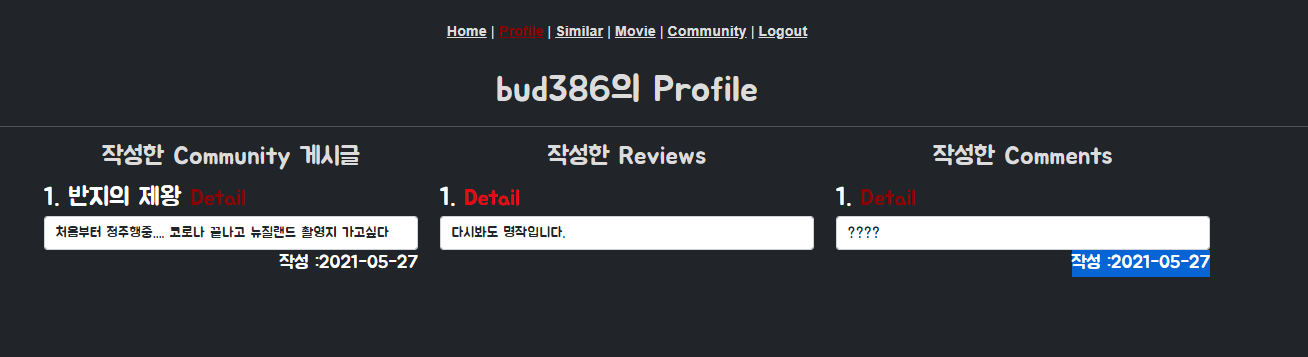 Home | Profile | Similar | Movie | Community | Logout
bud386의 Profile
작성한 Community 게시글
1. 반지의 제왕 Detail
처음부터 정주행중.... 코로나 끝나고 뉴질랜드 촬영지 가고싶다
작성 :2021-05-27
작성한 Reviews
1. Detail
다시봐도 명작입니다.
작성한 Comments
1. Detail
????
작성 :2021-05-27